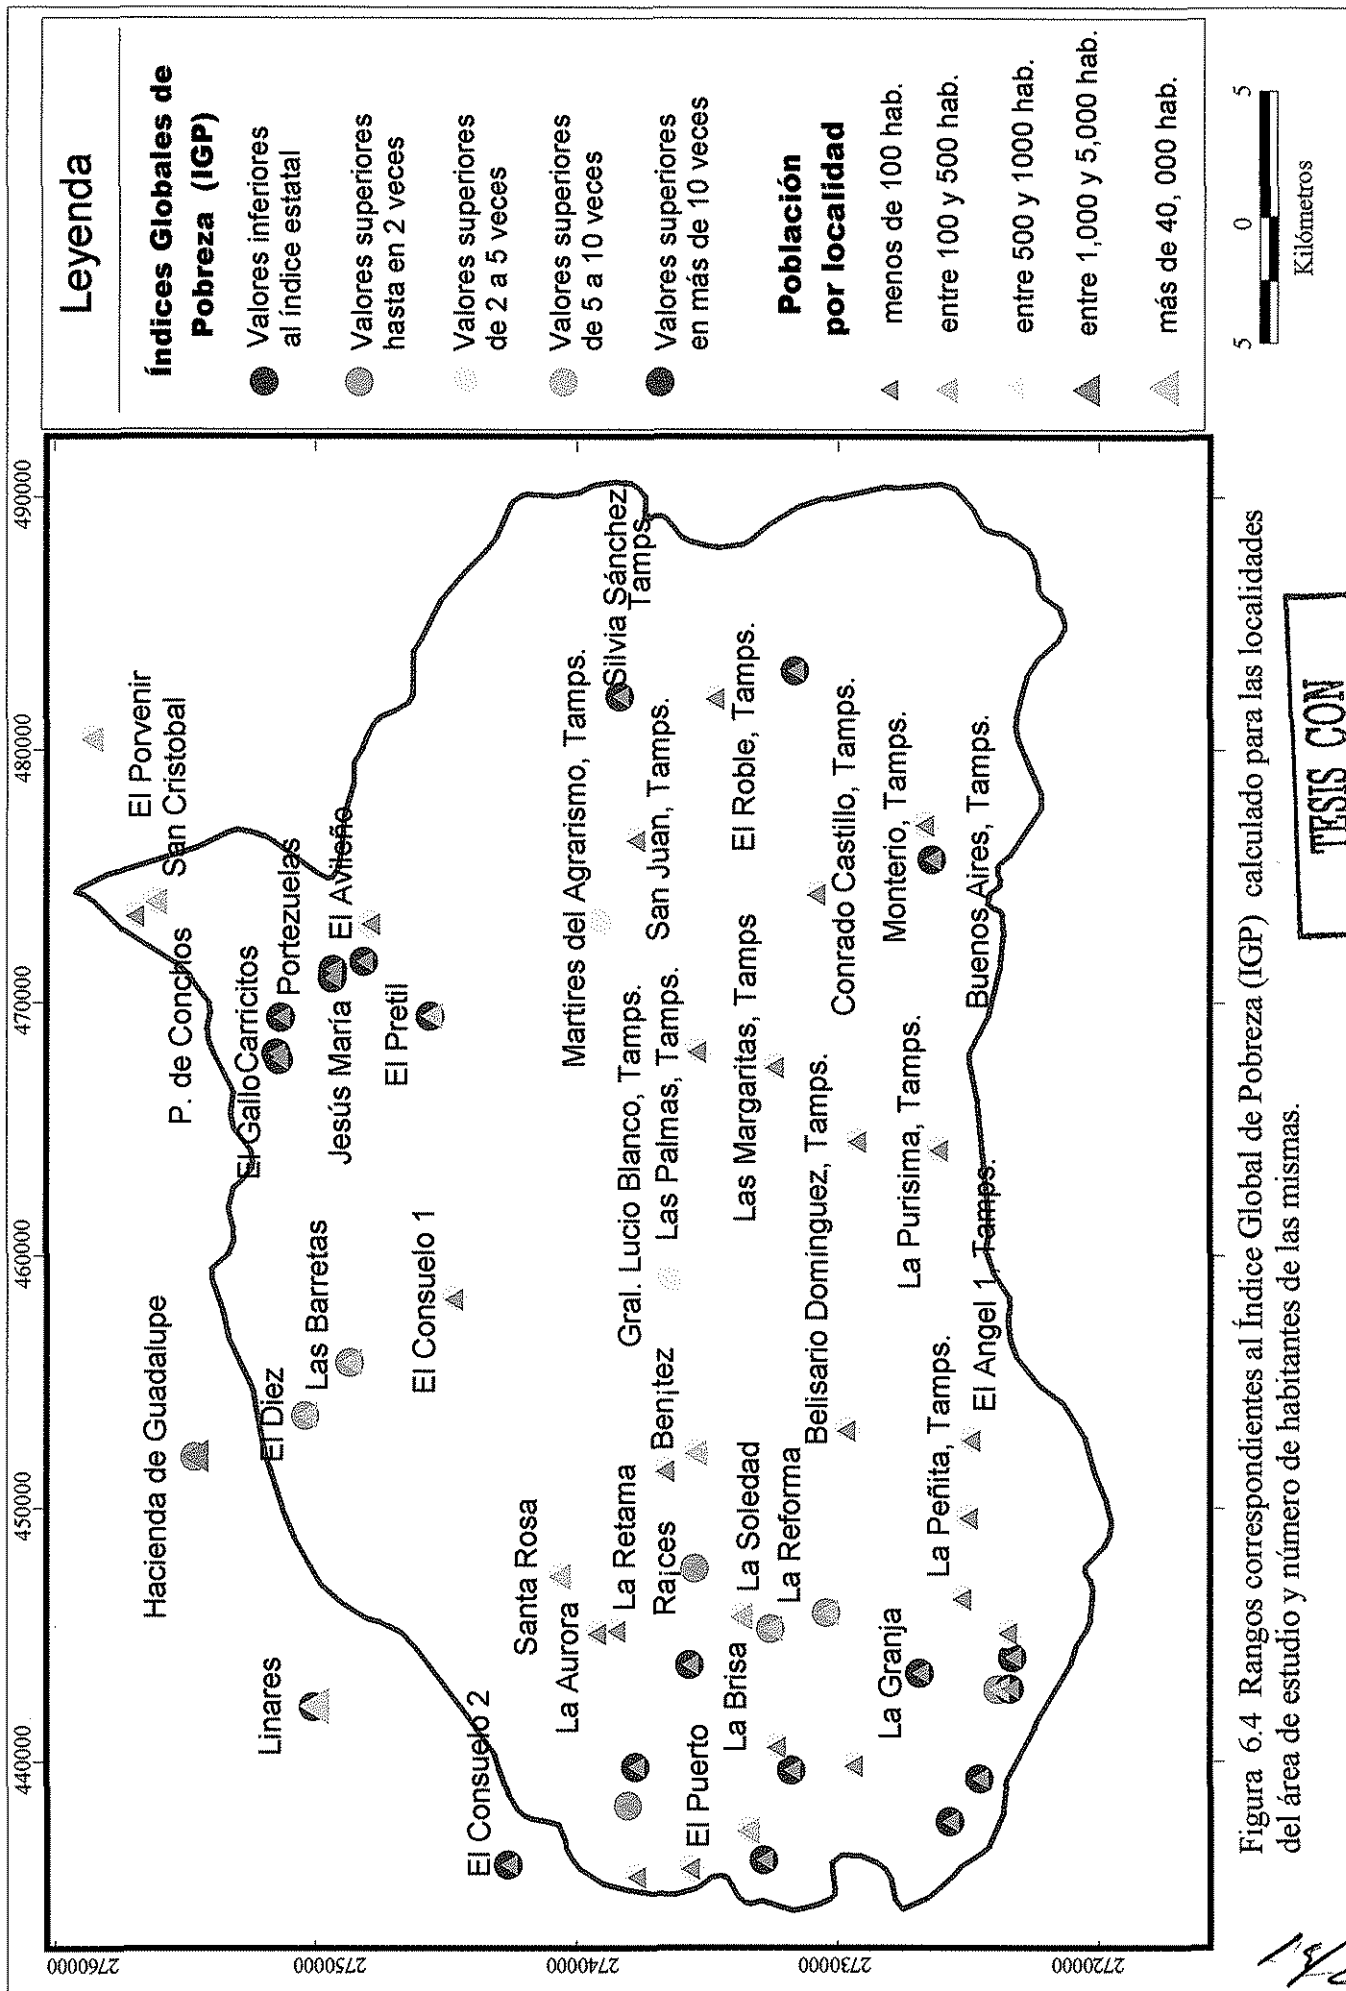 440000
450000
460000
470000
480000
490000
2760000
2750000
2740000
2730000
2720000
El Porvenir
San Cristobal
P. de Conchos
Hacienda de Guadalupe
El Gallo
Carricitos
Portezuelas
Linares
El Diez
Las Barretas
Jesús María
El Avileño
El Pretil
El Consuelo 1
El Consuelo 2
Santa Rosa
La Aurora
Martires del Agrarismo, Tamps.
Silvia Sánchez
Tamps.
La Retama
Gral. Lucio Blanco, Tamps.
San Juan, Tamps.
Ra¡ces
Ben¡tez
Las Palmas, Tamps.
El Puerto
La Brisa
La Soledad
Las Margaritas, Tamps
El Roble, Tamps.
La Reforma
Belisario Dominguez, Tamps.
Conrado Castillo, Tamps.
La Granja
La Peñita, Tamps.
La Purisima, Tamps.
Monterio, Tamps.
El Angel 1, Tamps.
Buenos Aires, Tamps.
Leyenda
Índices Globales de
Pobreza (IGP)
Valores inferiores
al índice estatal
Valores superiores
hasta en 2 veces
Valores superiores
de 2 a 5 veces
Valores superiores
de 5 a 10 veces
Valores superiores
en más de 10 veces
Población
por localidad
menos de 100 hab.
entre 100 y 500 hab.
entre 500 y 1000 hab.
entre 1,000 y 5,000 hab.
más de 40, 000 hab.
5 0 5
Kilómetros
Figura 6.4 Rangos correspondientes al Índice Global de Pobreza (IGP) calculado para las localidades
del área de estudio y número de habitantes de las mismas.
TESIS CON